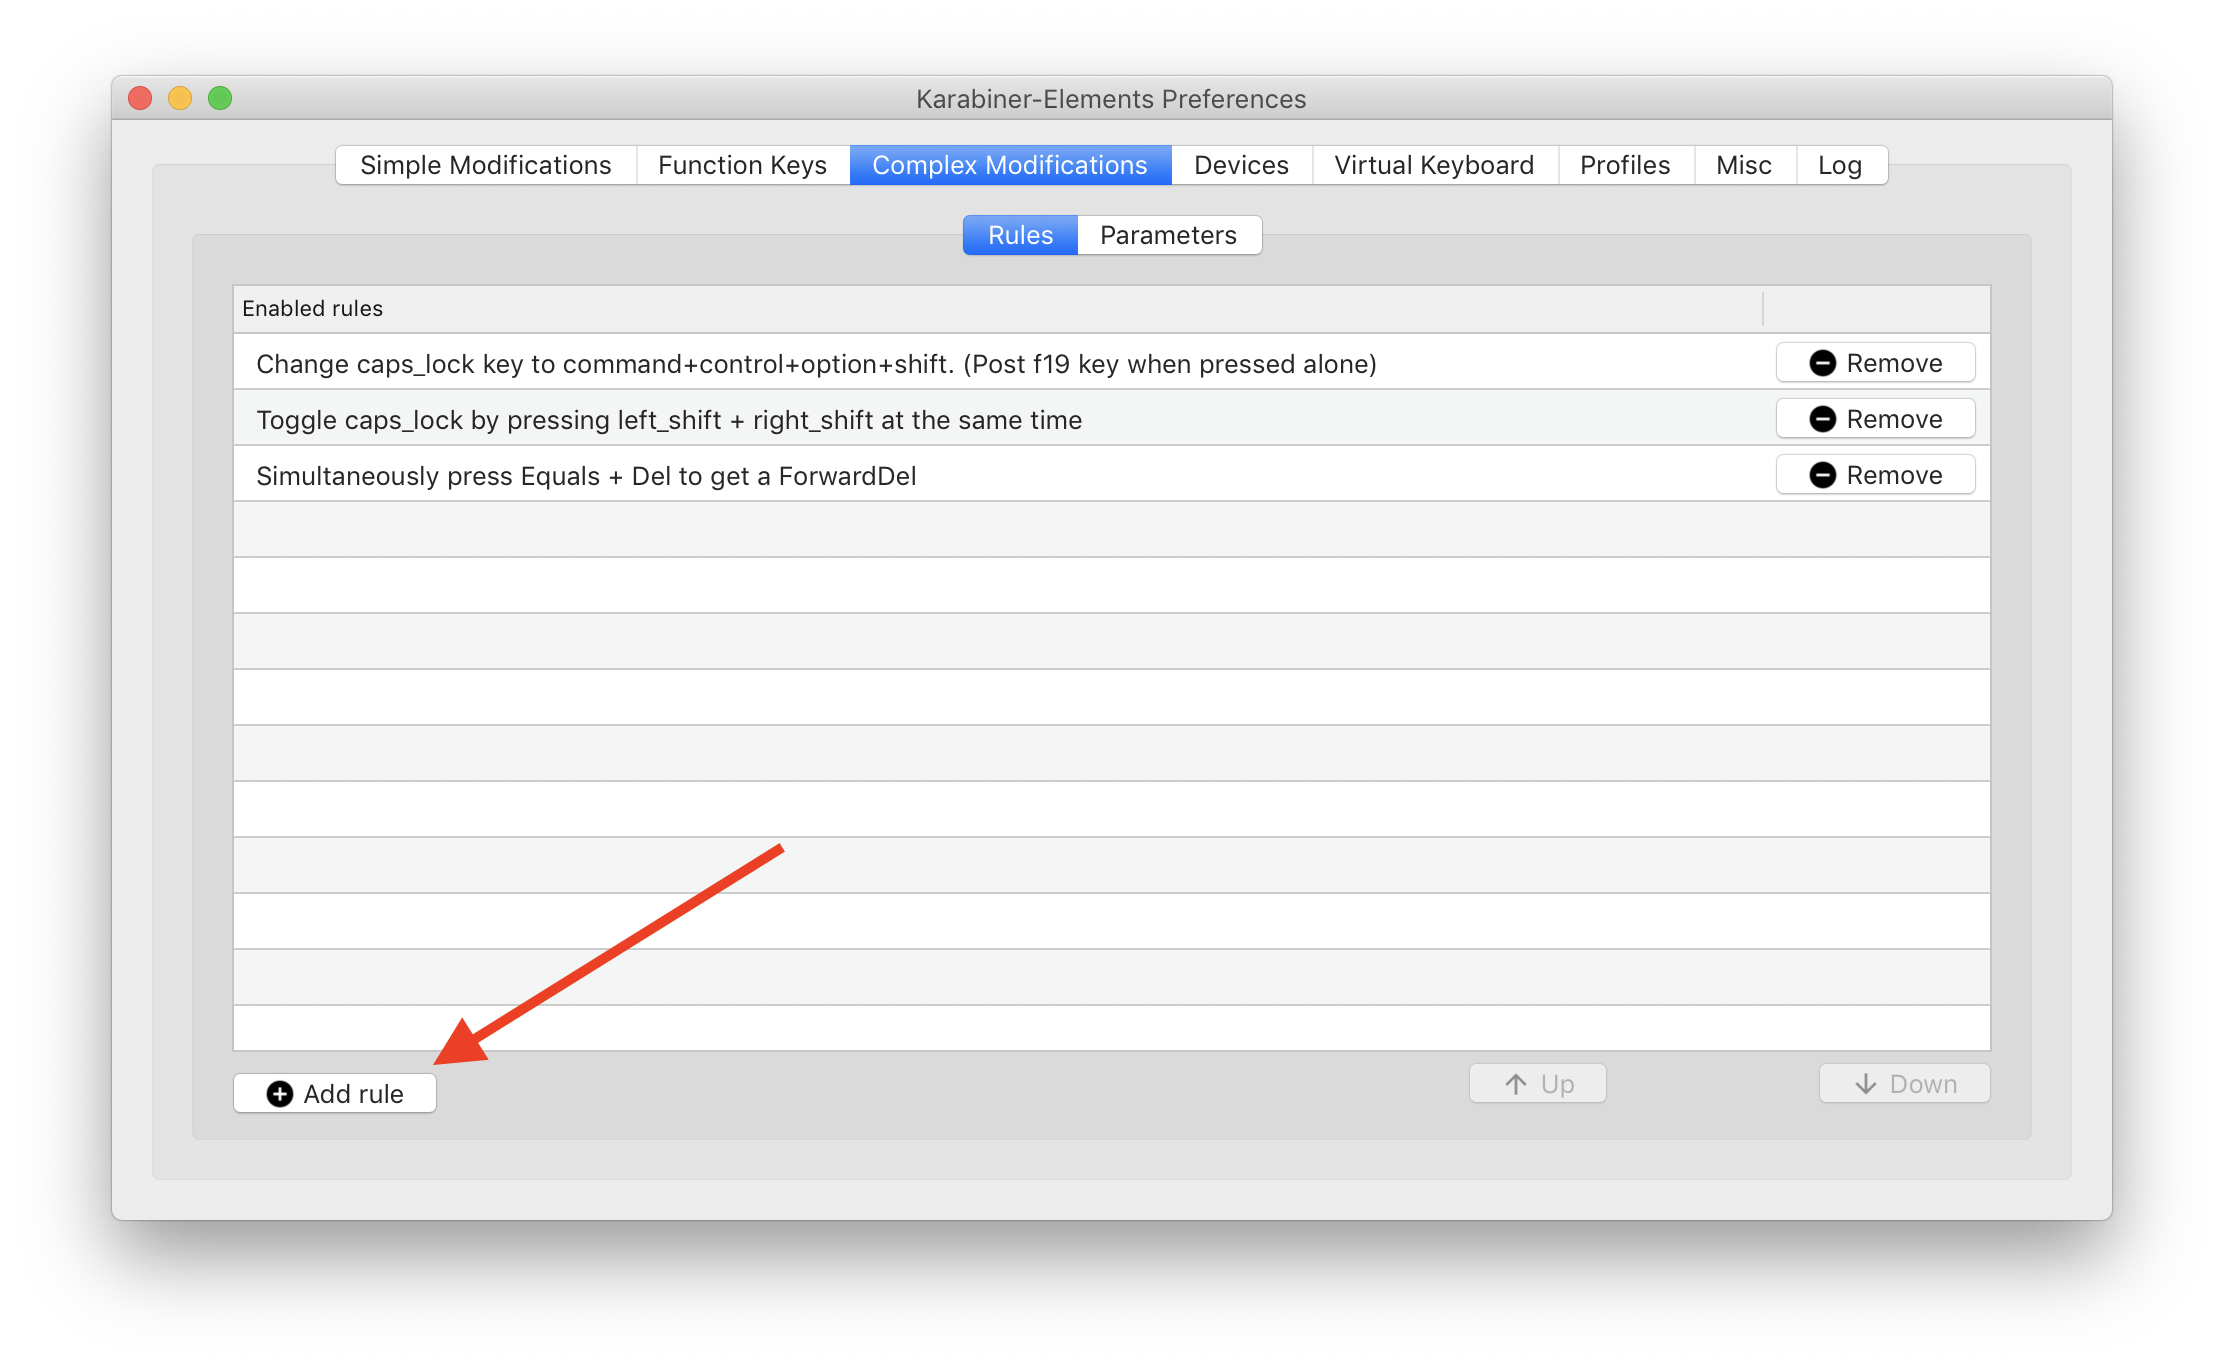 Karabiner-Elements Preferences
Simple Modifications Function Keys Complex Modifications Devices Virtual Keyboard Profiles Misc Log
Rules Parameters
Enabled rules
Change caps_lock key to command+control+option+shift. (Post f19 key when pressed alone) Remove
Toggle caps_lock by pressing left_shift + right_shift at the same time Remove
Simultaneously press Equals + Del to get a ForwardDel Remove
Add rule Up Down